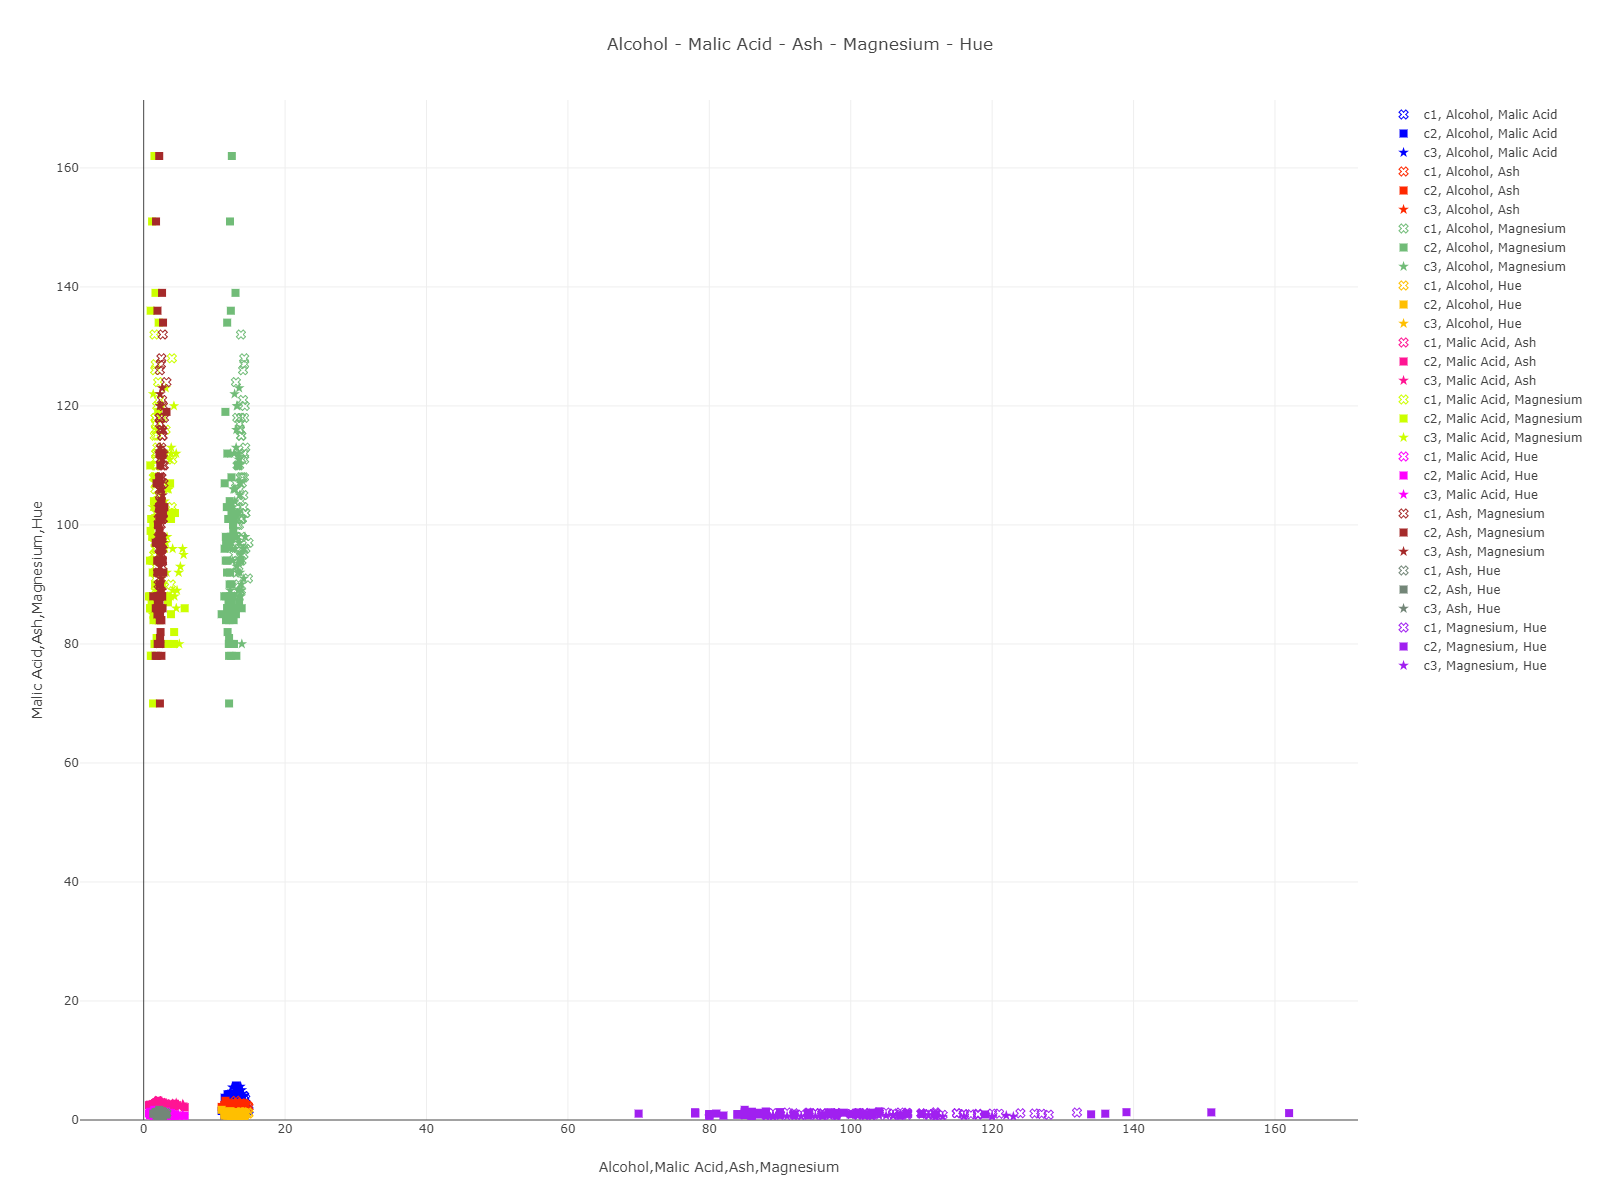 Alcohol - Malic Acid - Ash - Magnesium - Hue
c1, Alcohol, Malic Acid
c2, Alcohol, Malic Acid
c3, Alcohol, Malic Acid
c1, Alcohol, Ash
c2, Alcohol, Ash
c3, Alcohol, Ash
c1, Alcohol, Magnesium
c2, Alcohol, Magnesium
c3, Alcohol, Magnesium
c1, Alcohol, Hue
c2, Alcohol, Hue
c3, Alcohol, Hue
c1, Malic Acid, Ash
c2, Malic Acid, Ash
c3, Malic Acid, Ash
c1, Malic Acid, Magnesium
c2, Malic Acid, Magnesium
c3, Malic Acid, Magnesium
c1, Malic Acid, Hue
c2, Malic Acid, Hue
c3, Malic Acid, Hue
c1, Ash, Magnesium
c2, Ash, Magnesium
c3, Ash, Magnesium
c1, Ash, Hue
c2, Ash, Hue
c3, Ash, Hue
c1, Magnesium, Hue
c2, Magnesium, Hue
c3, Magnesium, Hue
Malic Acid,Ash,Magnesium,Hue
160
140
120
100
80
60
40
20
0
0 20 40 60 80 100 120 140 160
Alcohol,Malic Acid,Ash,Magnesium